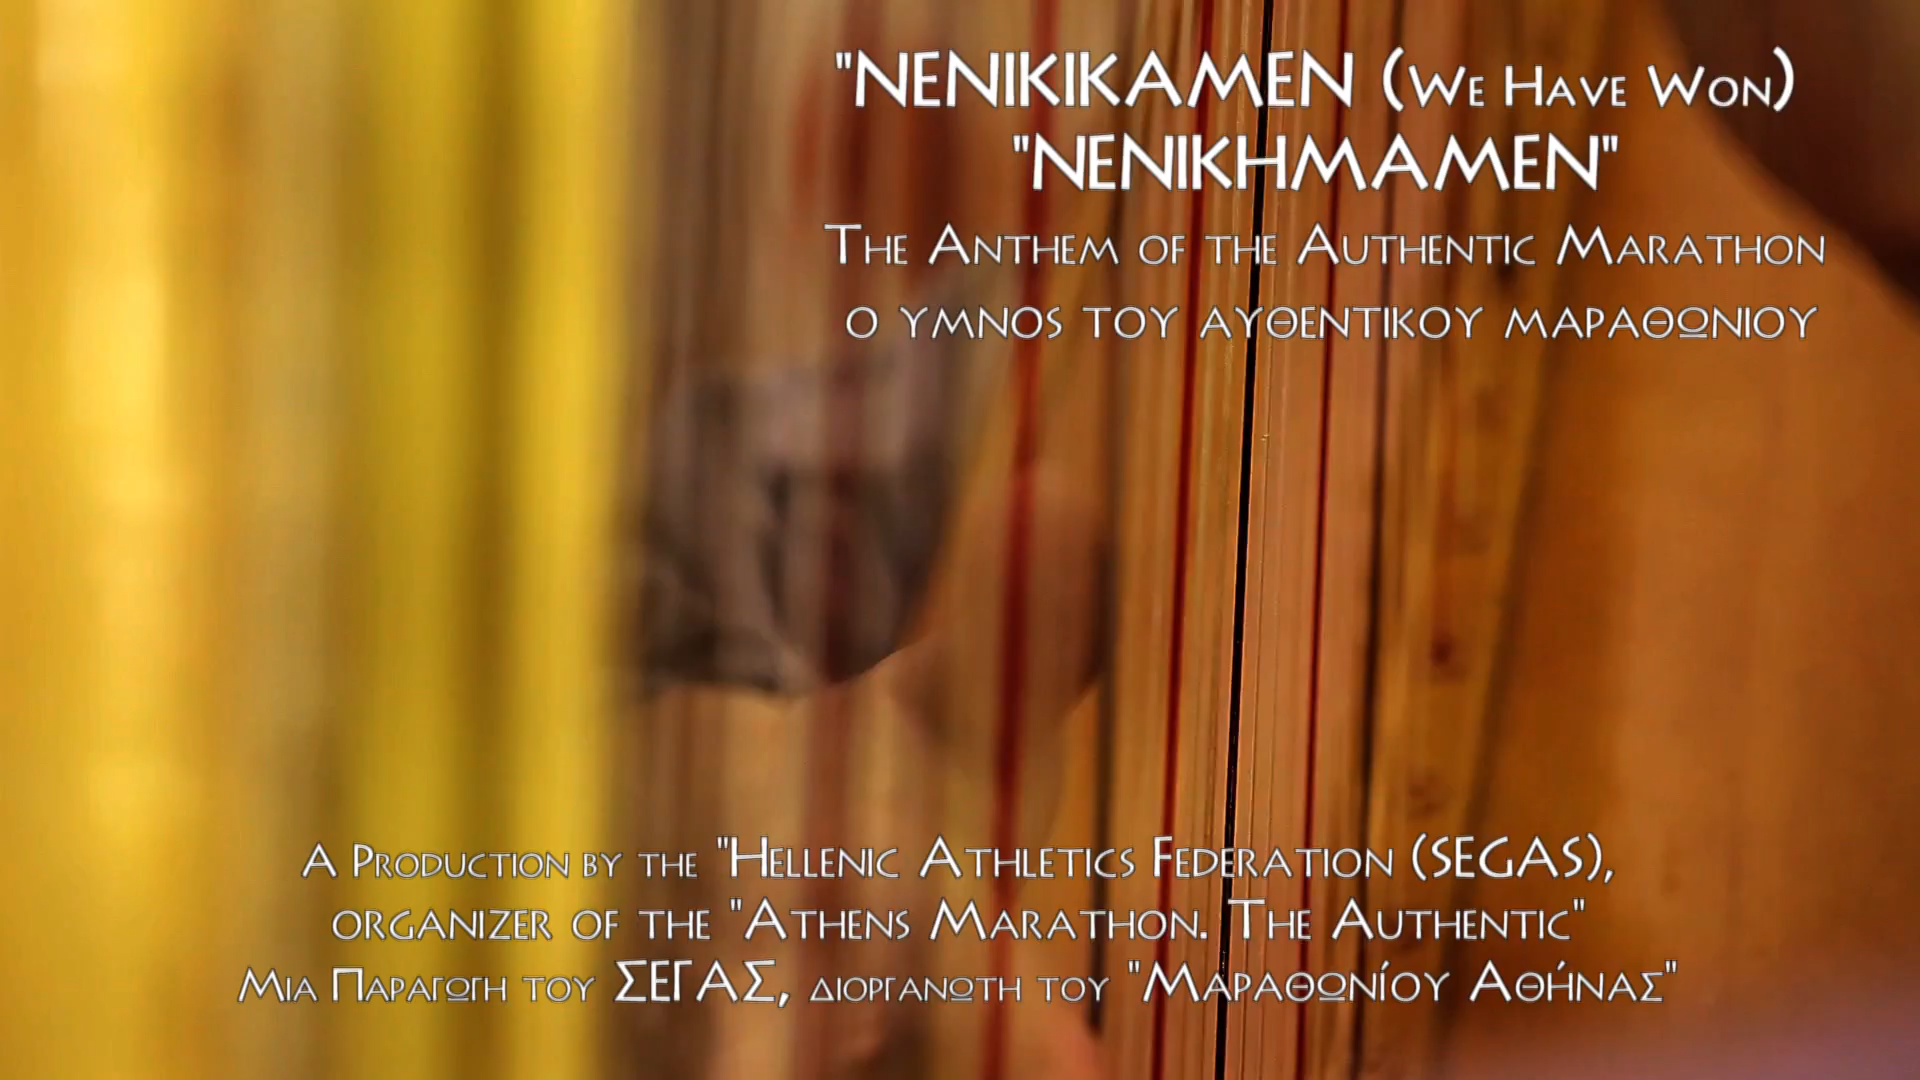 "NENIKIKAMEN (We Have Won)
"ΝΕΝΙΚΗΜΑΜΕΝ"
The Anthem of the Authentic Marathon
Ο ΥΜΝΟΣ ΤΟΥ ΑΥΘΕΝΤΙΚΟΥ ΜΑΡΑΘΩΝΙΟΥ
A Production by the "Hellenic Athletics Federation (SEGAS),
organizer of the "Athens Marathon. The Authentic"
Μια Παραγωγη του ΣΕΓΑΣ, διοργανωτη του "Μαραθωνίου Αθήνας"